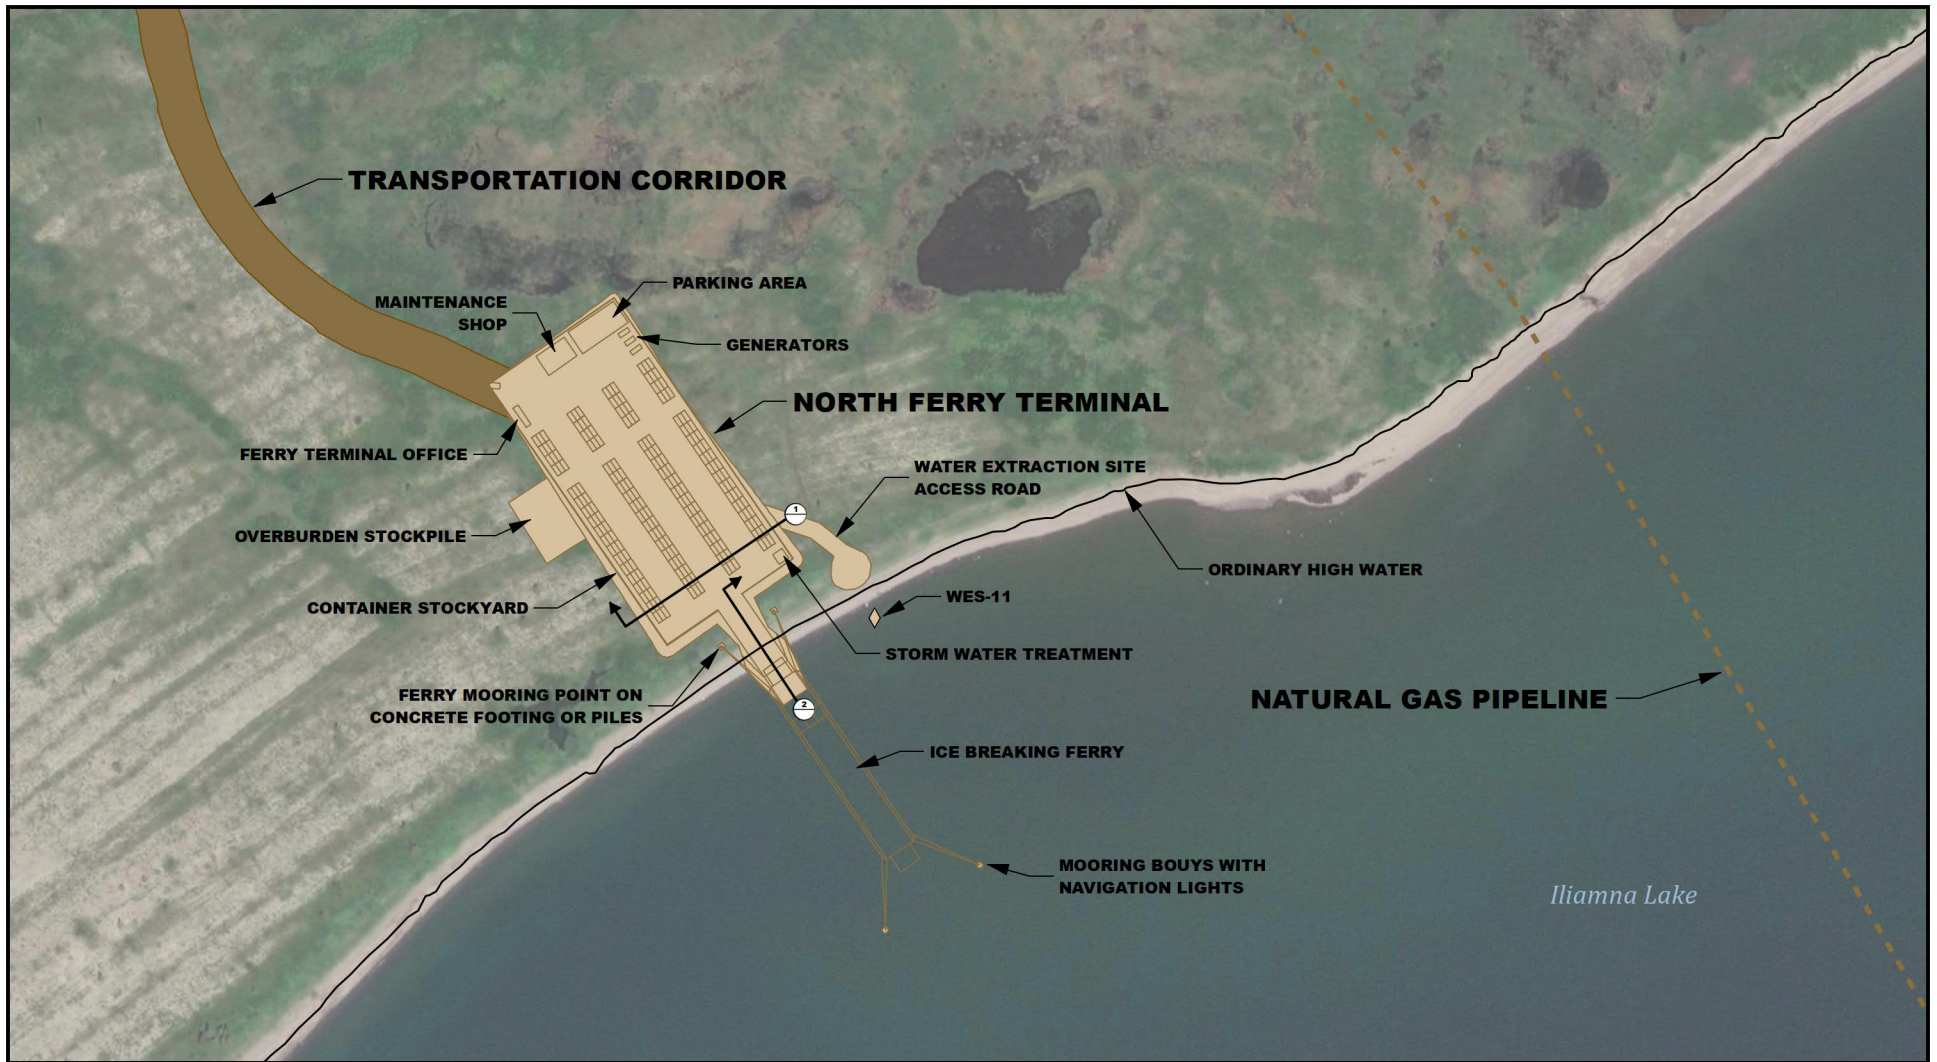 TRANSPORTATION CORRIDOR
PARKING AREA
MAINTENANCE
SHOP
GENERATORS
NORTH FERRY TERMINAL
FERRY TERMINAL OFFICE
WATER EXTRACTION SITE
ACCESS ROAD
1
OVERBURDEN STOCKPILE
ORDINARY HIGH WATER
WES-11
CONTAINER STOCKYARD
STORM WATER TREATMENT
FERRY MOORING POINT ON
CONCRETE FOOTING OR PILES
2
NATURAL GAS PIPELINE
ICE BREAKING FERRY
MOORING BOUYS WITH
NAVIGATION LIGHTS
Iliamna Lake